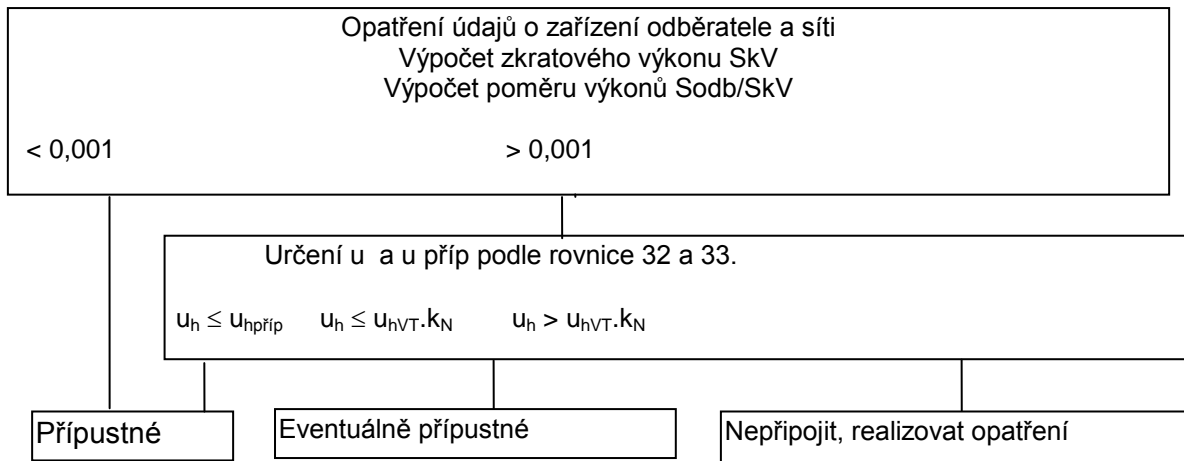 Opatření údajů o zařízení odběratele a síti
Výpočet zkratového výkonu SkV
Výpočet poměru výkonů Sodb/SkV
< 0,001 > 0,001
Určení u a u příp podle rovnice 32 a 33.
uh ≤ uhpříp uh ≤ uhVT.kN uh > uhVT.kN
Přípustné Eventuálně přípustné Nepřipojit, realizovat opatření